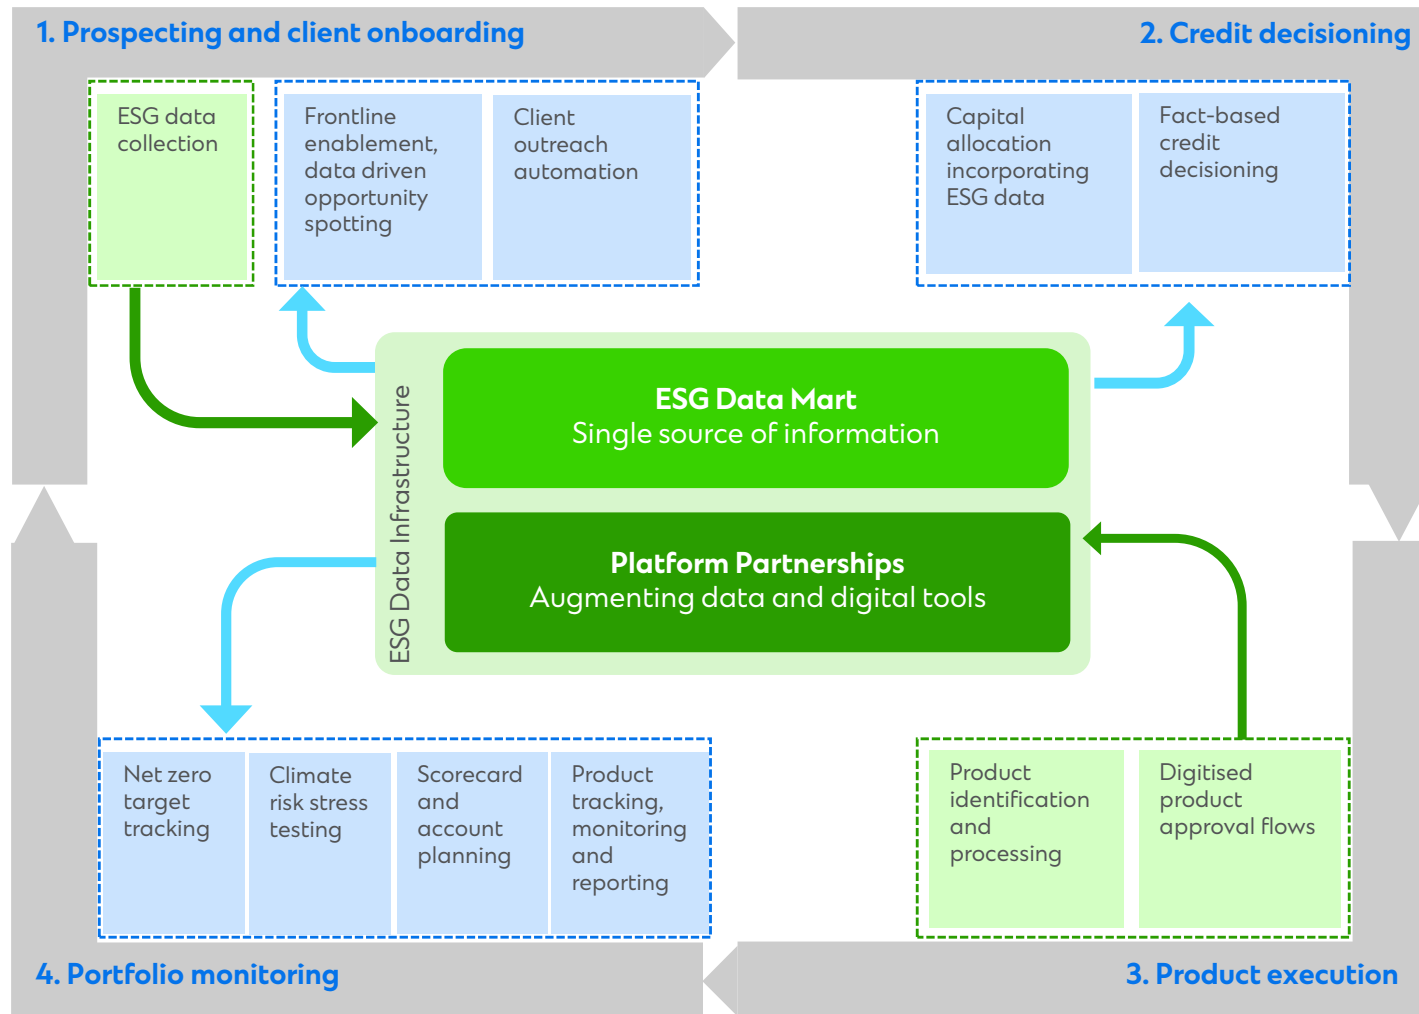 1. Prospecting and client onboarding
2. Credit decisioning
ESG data
collection
Frontline
enablement,
data driven
opportunity
spotting
Client
outreach
automation
Capital
allocation
incorporating
ESG data
Fact-based
credit
decisioning
ESG Data Infrastructure
ESG Data Mart
Single source of information
Platform Partnerships
Augmenting data and digital tools
Net zero
target
tracking
Climate
risk stress
testing
Scorecard
and
account
planning
Product
tracking,
monitoring
and
reporting
Product
identification
and
processing
Digitised
product
approval flows
4. Portfolio monitoring
3. Product execution